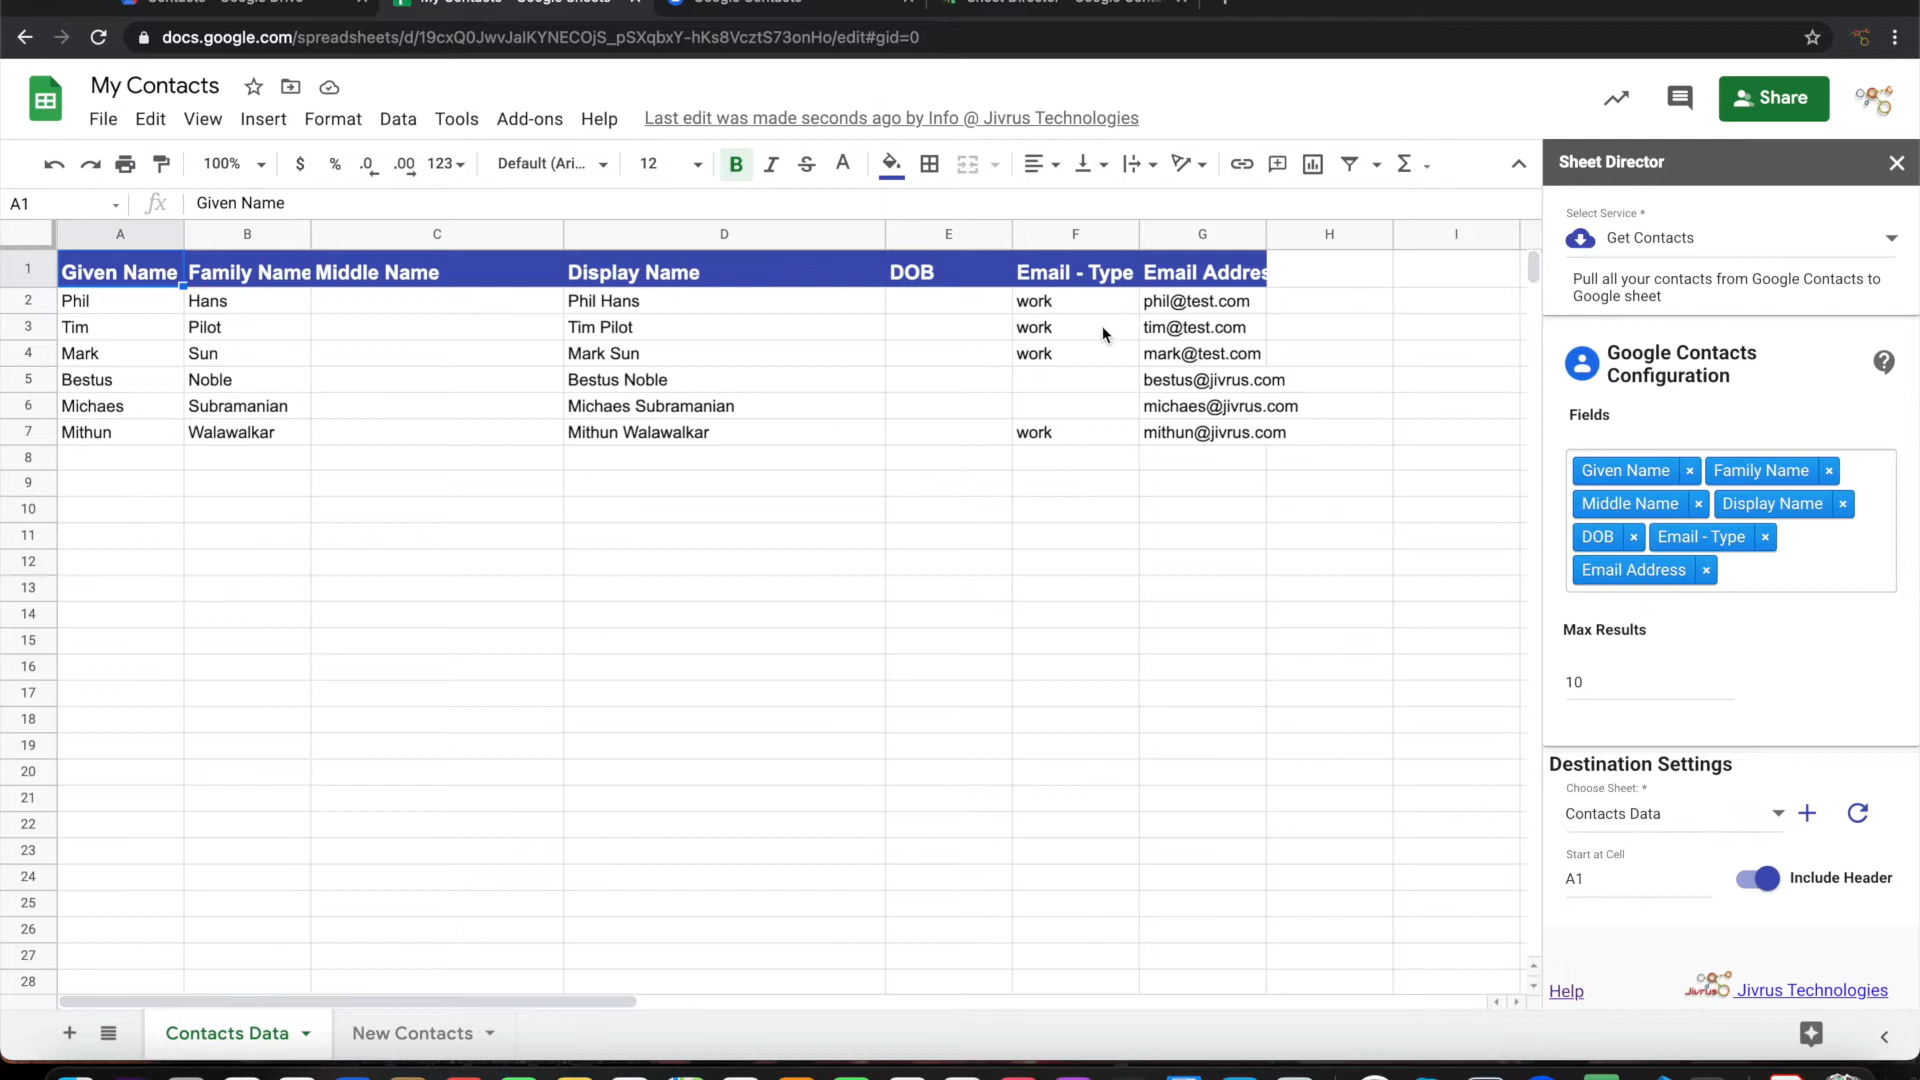 docs.google.com/spreadsheets/d/19cxQ0JwvJalKYNECOjS_pSXqbxY-hKs8VcztS73onHo/edit#gid=0
My Contacts
Share
File Edit View Insert Format Data Tools Add-ons Help Last edit was made seconds ago by Info @ Jivrus Technologies
100% $ % .0 .00 123 Default (Ari... 12 B I S A Σ
A1 fx Given Name
A B C D E F G H I
1 Given Name Family Name Middle Name Display Name DOB Email - Type Email Addres
2 Phil Hans Phil Hans work phil@test.com
3 Tim Pilot Tim Pilot work tim@test.com
4 Mark Sun Mark Sun work mark@test.com
5 Bestus Noble Bestus Noble bestus@jivrus.com
6 Michaes Subramanian Michaes Subramanian michaes@jivrus.com
7 Mithun Walawalkar Mithun Walawalkar work mithun@jivrus.com
8
9
10
11
12
13
14
15
16
17
18
19
20
21
22
23
24
25
26
27
28
Contacts Data New Contacts
Sheet Director
Select Service *
Get Contacts
Pull all your contacts from Google Contacts to
Google sheet
Google Contacts
Configuration
Fields
Given Name × Family Name ×
Middle Name × Display Name ×
DOB × Email - Type ×
Email Address ×
Max Results
10
Destination Settings
Choose Sheet: *
Contacts Data
Start at Cell
A1 Include Header
Help Jivrus Jivrus Technologies